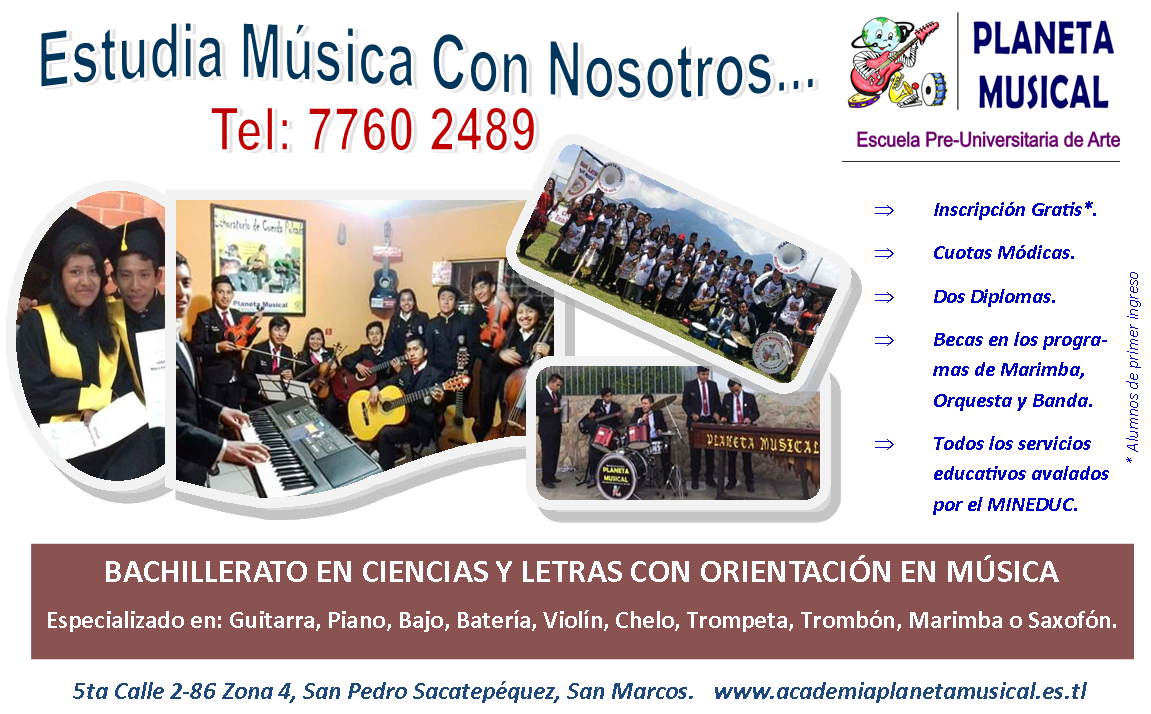 Estudia Música Con Nosotros...
Tel: 7760 2489
PLANETA
MUSICAL
Escuela Pre-Universitaria de Arte
⇒ Inscripción Gratis*.
⇒ Cuotas Módicas.
⇒ Dos Diplomas.
⇒ Becas en los progra-
mas de Marimba,
Orquesta y Banda.
⇒ Todos los servicios
educativos avalados
por el MINEDUC.
* Alumnos de primer ingreso
Laboratorio de Cuerda Pulsada
Planeta Musical
PLANETA MUSICAL
PLANETA
MUSICAL
BACHILLERATO EN CIENCIAS Y LETRAS CON ORIENTACIÓN EN MÚSICA
Especializado en: Guitarra, Piano, Bajo, Batería, Violín, Chelo, Trompeta, Trombón, Marimba o Saxofón.
5ta Calle 2-86 Zona 4, San Pedro Sacatepéquez, San Marcos. www.academiaplanetamusical.es.tl